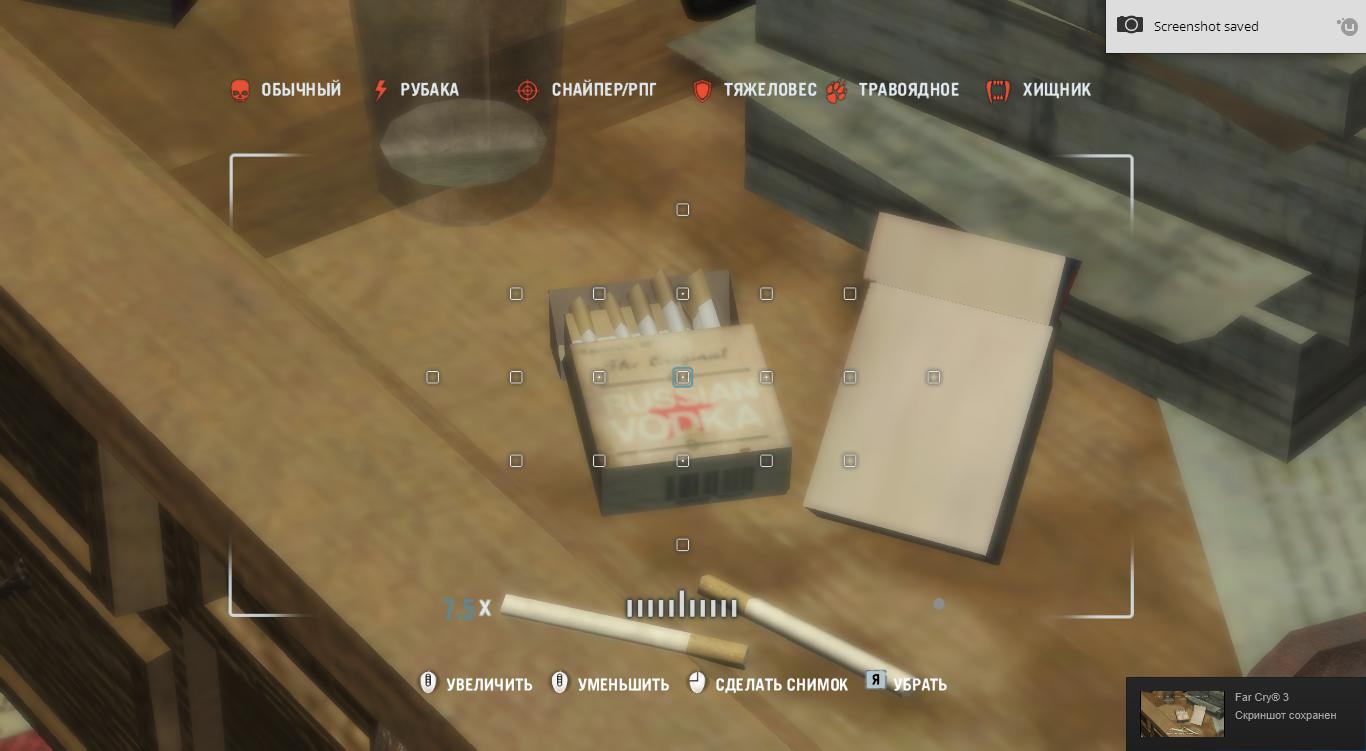 Screenshot saved
ОБЫЧНЫЙ
РУБАКА
СНАЙПЕР/РПГ
ТЯЖЕЛОВЕС
ТРАВОЯДНОЕ
ХИЩНИК
The Original
RUSSIAN
VODKA
7.5 X
УВЕЛИЧИТЬ
УМЕНЬШИТЬ
СДЕЛАТЬ СНИМОК
Я УБРАТЬ
Far Cry® 3
Скриншот сохранен